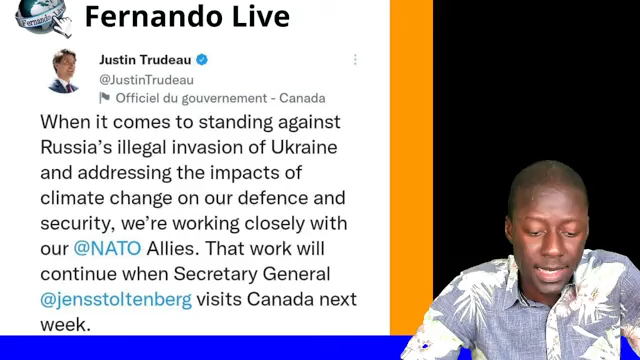 Fernando Live
Fernando Live
Justin Trudeau
@JustinTrudeau
Officiel du gouvernement - Canada
When it comes to standing against
Russia's illegal invasion of Ukraine
and addressing the impacts of
climate change on our defence and
security, we're working closely with
our @NATO Allies. That work will
continue when Secretary General
@jensstoltenberg visits Canada next
week.